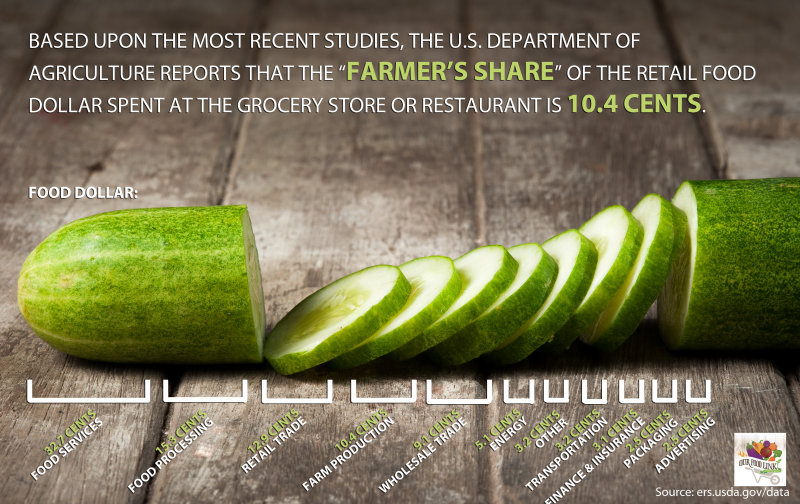 BASED UPON THE MOST RECENT STUDIES, THE U.S. DEPARTMENT OF
AGRICULTURE REPORTS THAT THE “FARMER’S SHARE” OF THE RETAIL FOOD
DOLLAR SPENT AT THE GROCERY STORE OR RESTAURANT IS 10.4 CENTS.
FOOD DOLLAR:
32.7 CENTS
FOOD SERVICES
15.3 CENTS
FOOD PROCESSING
12.9 CENTS
RETAIL TRADE
10.4 CENTS
FARM PRODUCTION
9.1 CENTS
WHOLESALE TRADE
5.1 CENTS
ENERGY
3.2 CENTS
OTHER
3.2 CENTS
TRANSPORTATION
3.1 CENTS
FINANCE & INSURANCE
2.5 CENTS
PACKAGING
CENTS
ADVERTISING
OUR FOOD LINK
Source: ers.usda.gov/data